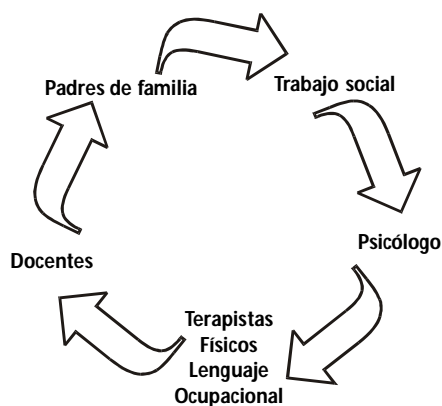 Padres de familia
Trabajo social
Psicólogo
Terapistas
Físicos
Lenguaje
Ocupacional
Docentes